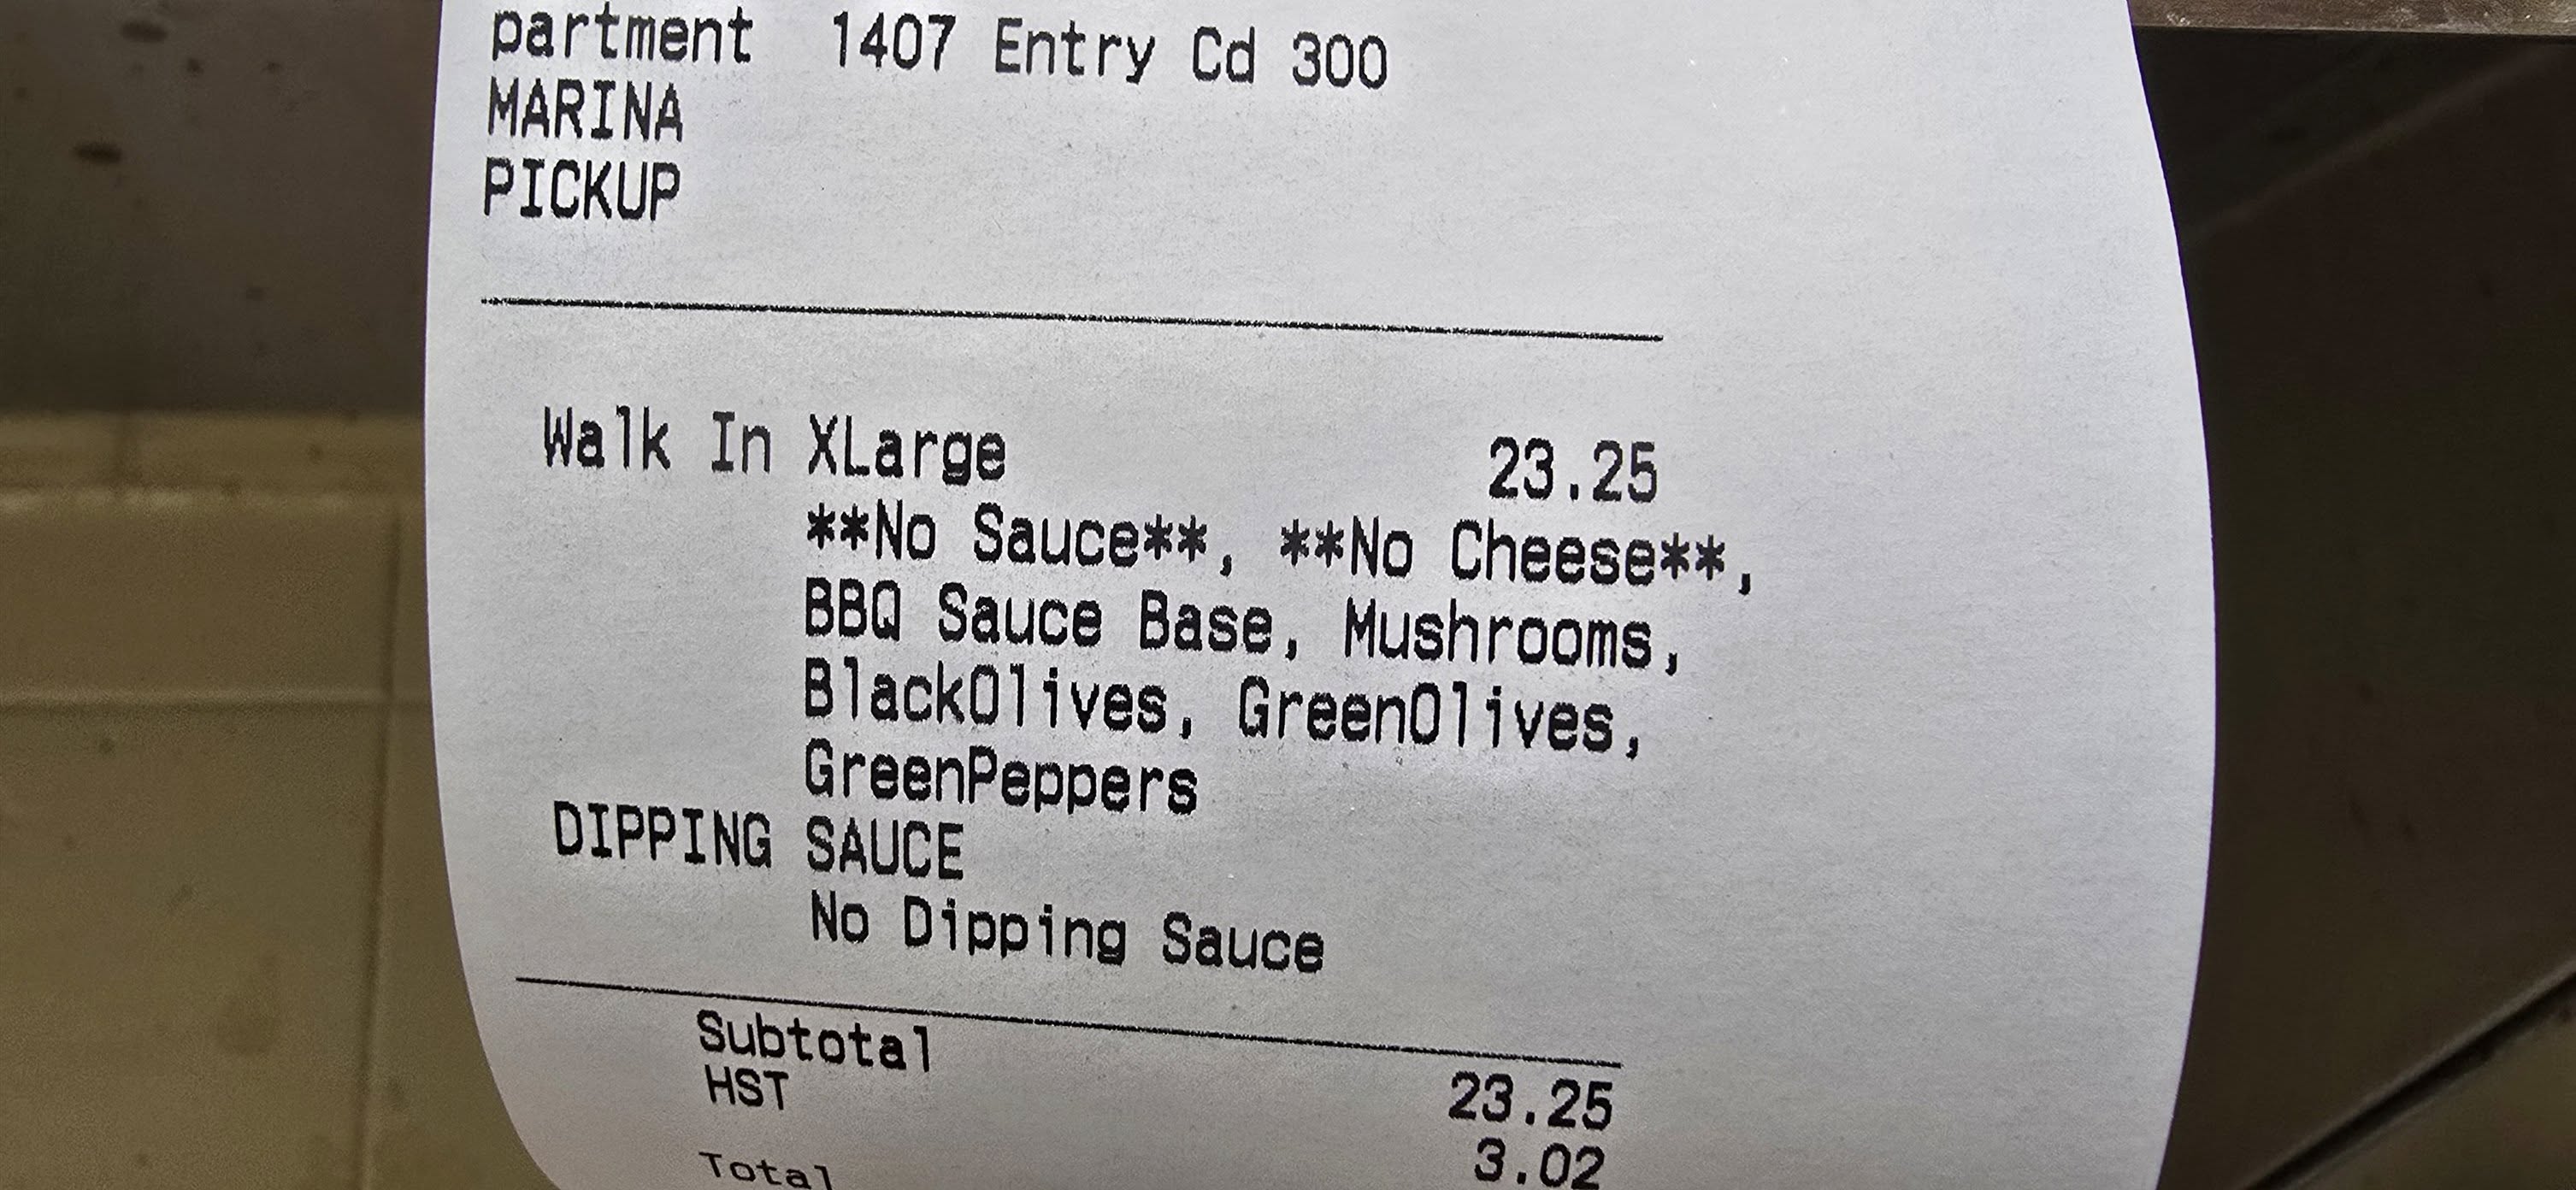 partment 1407 Entry Cd 300
MARINA
PICKUP
Walk In XLarge 23.25
**No Sauce**, **No Cheese**,
BBQ Sauce Base, Mushrooms,
BlackOlives, GreenOlives,
GreenPeppers
DIPPING SAUCE
No Dipping Sauce
Subtotal 23.25
HST 3.02
Total